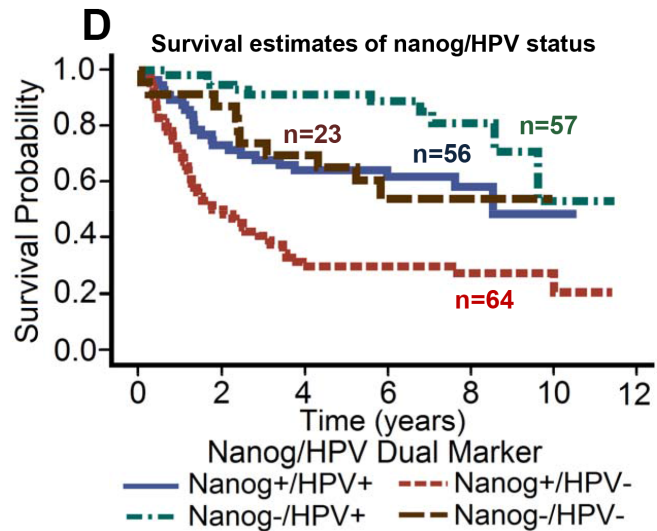 D
Survival estimates of nanog/HPV status
Survival Probability
1.0
0.8
0.6
0.4
0.2
0.0
n=57
n=23
n=56
n=64
0 2 4 6 8 10 12
Time (years)
Nanog/HPV Dual Marker
Nanog+/HPV+ Nanog+/HPV-
Nanog-/HPV+ Nanog-/HPV-